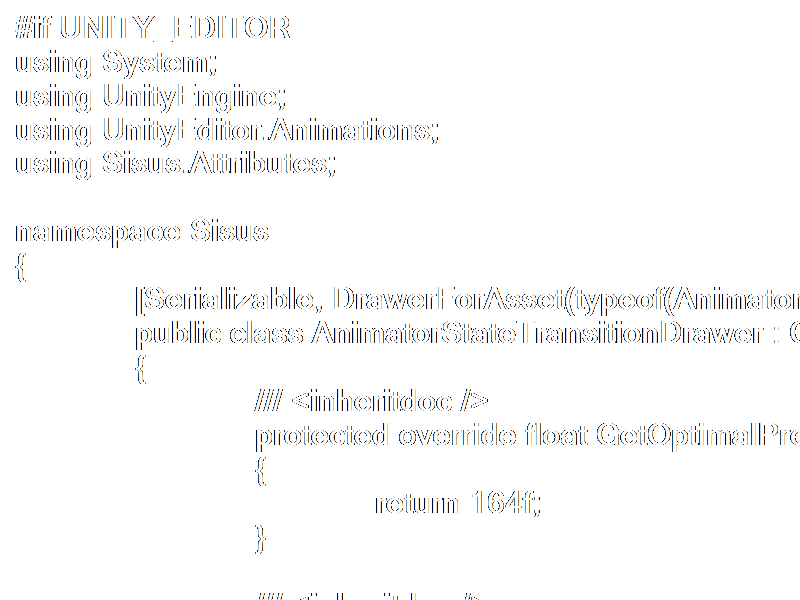 #if UNITY_EDITOR
using System;
using UnityEngine;
using UnityEditor.Animations;
using Sisus.Attributes;

namespace Sisus
{
[Serializable, DrawerForAsset(typeof(Animator
public class AnimatorStateTransitionDrawer :
{
/// <inheritdoc />
protected override float GetOptimalPre
{
return 164f;
}

/// <inheritdoc />